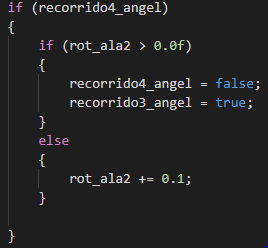 if (recorrido4_angel)
{
    if (rot_ala2 > 0.0f)
    {
        recorrido4_angel = false;
        recorrido3_angel = true;
    }
    else
    {
        rot_ala2 += 0.1;
    }

}